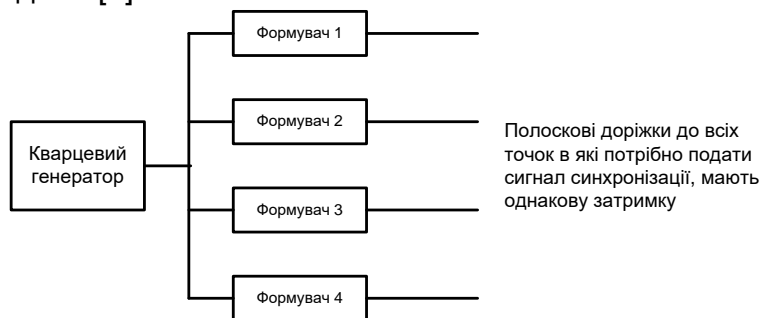 Формувач 1
Формувач 2
Кварцевий
генератор
Полоскові доріжки до всіх
точок в які потрібно подати
сигнал синхронізації, мають
однакову затримку
Формувач 3
Формувач 4